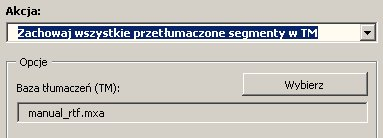 Akcja:
Zachowaj wszystkie przetłumaczone segmenty w TM
Opcje
Baza tłumaczeń (TM):
Wybierz
manual_rtf.mxa